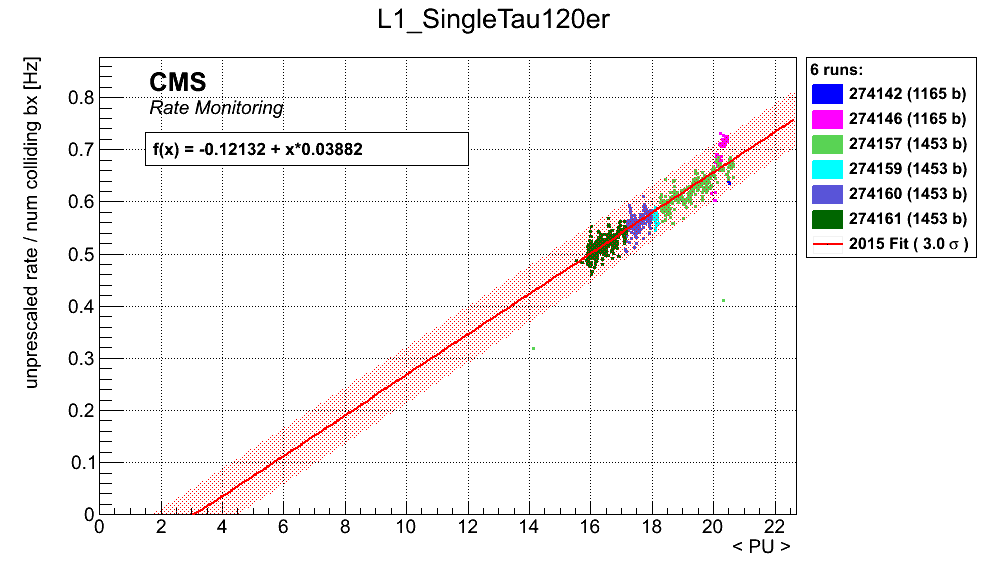 L1_SingleTau120er
unprescaled rate / num colliding bx [Hz]
CMS
Rate Monitoring
f(x) = -0.12132 + x*0.03882
0.8
0.7
0.6
0.5
0.4
0.3
0.2
0.1
0
0 2 4 6 8 10 12 14 16 18 20 22
< PU >
6 runs:
274142 (1165 b)
274146 (1165 b)
274157 (1453 b)
274159 (1453 b)
274160 (1453 b)
274161 (1453 b)
2015 Fit ( 3.0 σ )